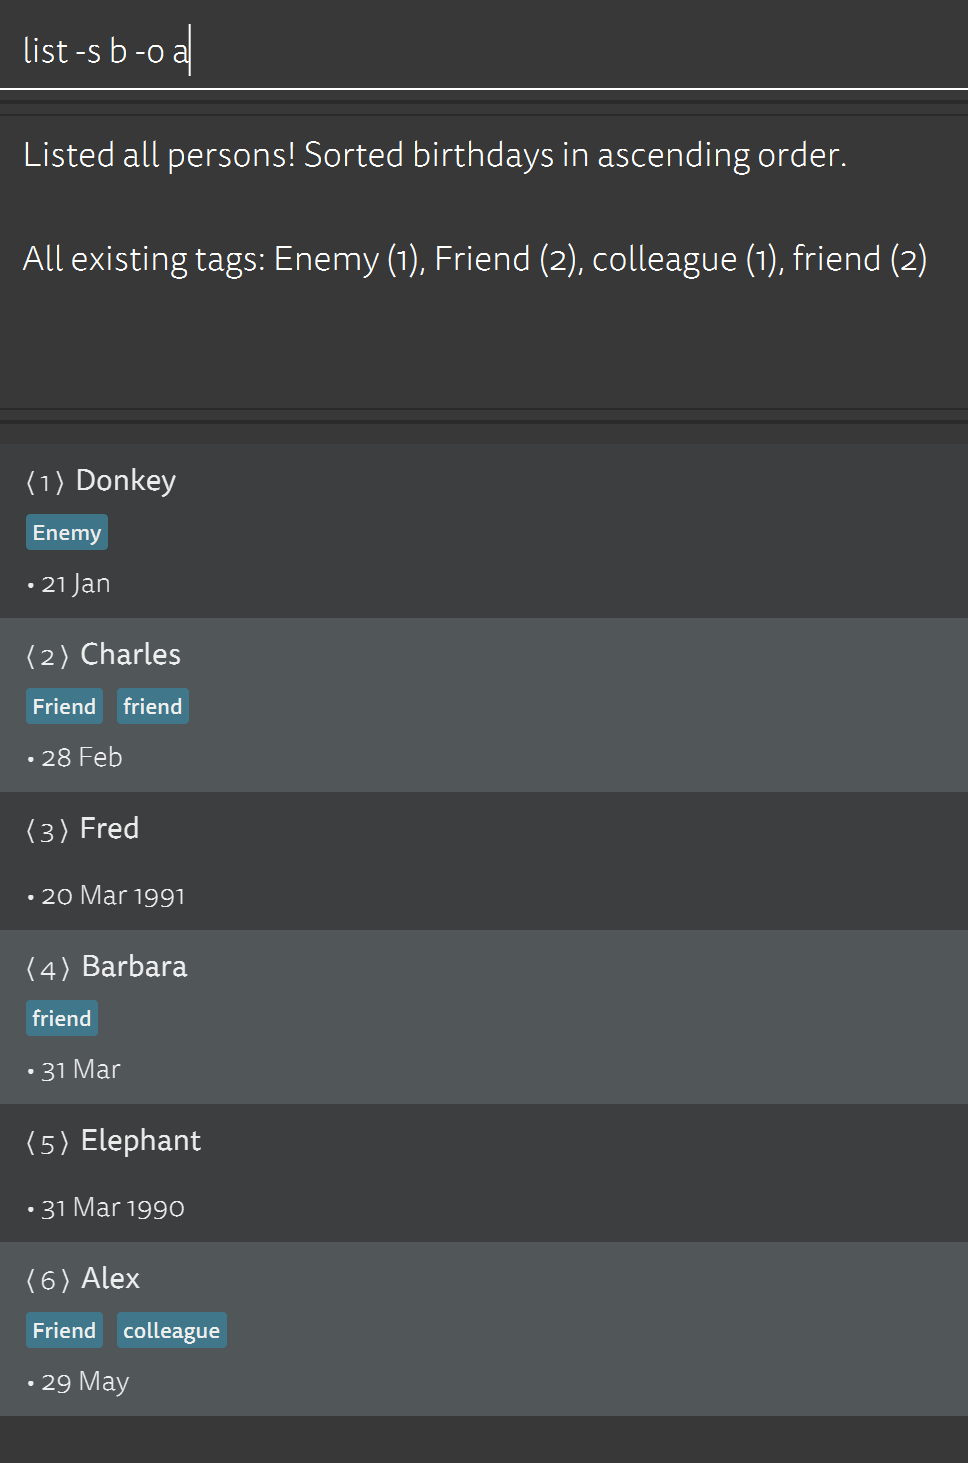 list -s b -o a
Listed all persons! Sorted birthdays in ascending order.
All existing tags: Enemy (1), Friend (2), colleague (1), friend (2)
⟨1⟩ Donkey
Enemy
• 21 Jan
⟨2⟩ Charles
Friend friend
• 28 Feb
⟨3⟩ Fred
• 20 Mar 1991
⟨4⟩ Barbara
friend
• 31 Mar
⟨5⟩ Elephant
• 31 Mar 1990
⟨6⟩ Alex
Friend colleague
• 29 May